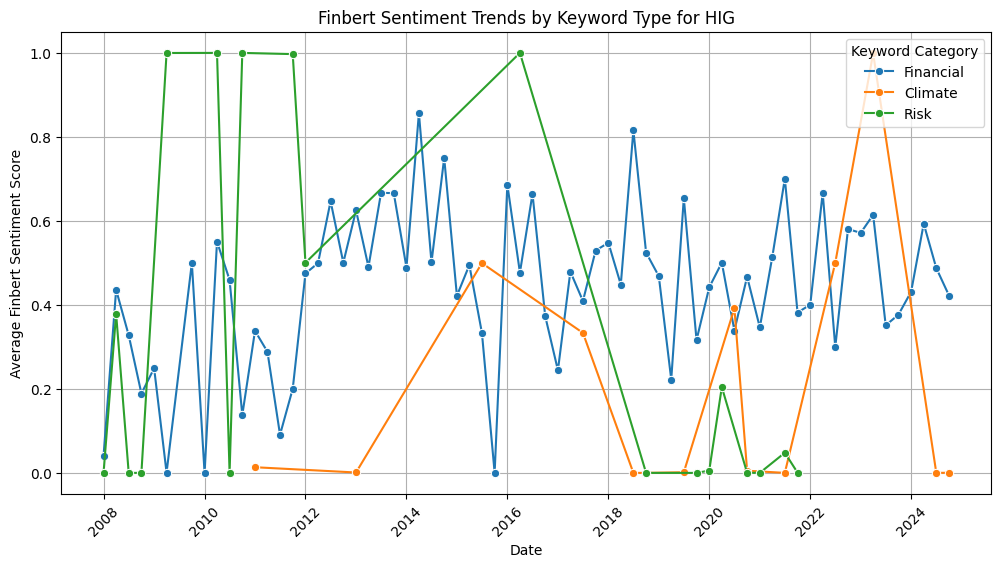 Finbert Sentiment Trends by Keyword Type for HIG
Keyword Category
Financial
Climate
Risk
Average Finbert Sentiment Score
1.0
0.8
0.6
0.4
0.2
0.0
2008
2010
2012
2014
2016
2018
2020
2022
2024
Date